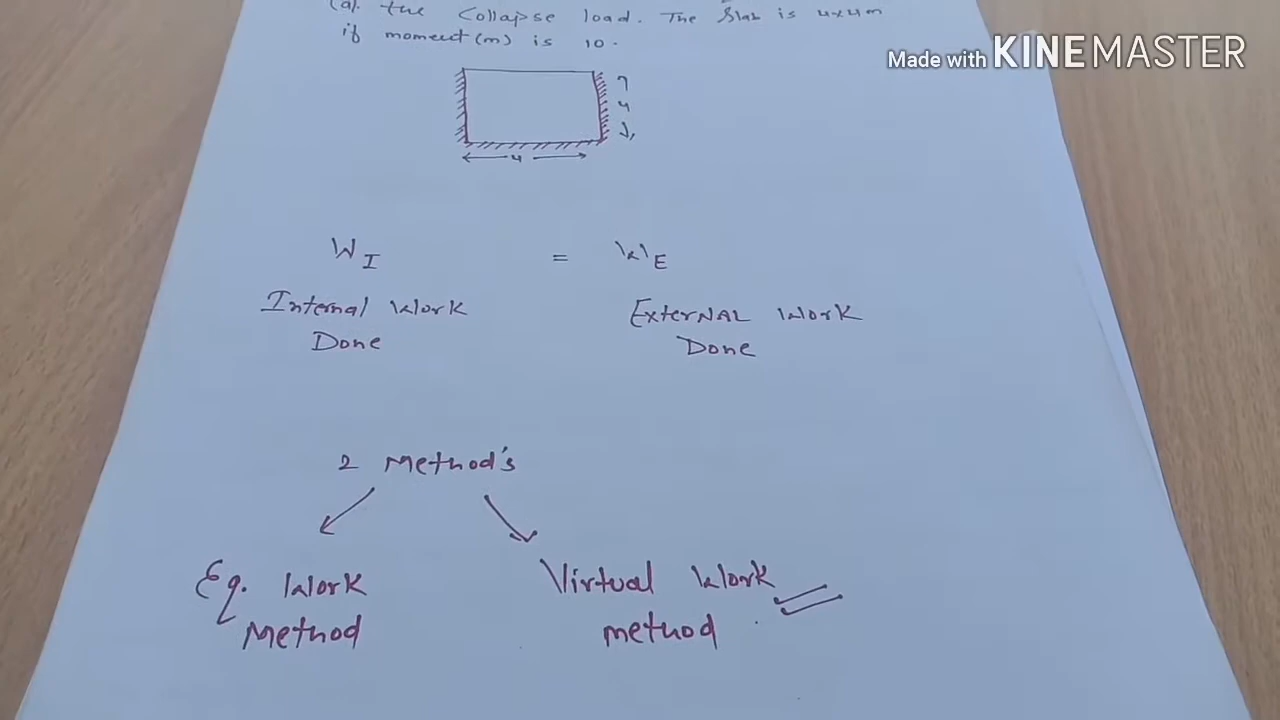 cal. the Collapse load. The Slab is 4x4m
if moment(m) is 10.
Made with KINEMASTER
4
4
WI = WE
Internal Work
Done
External Work
Done
2 Method's
Eq. Work
Method
Virtual Work
method